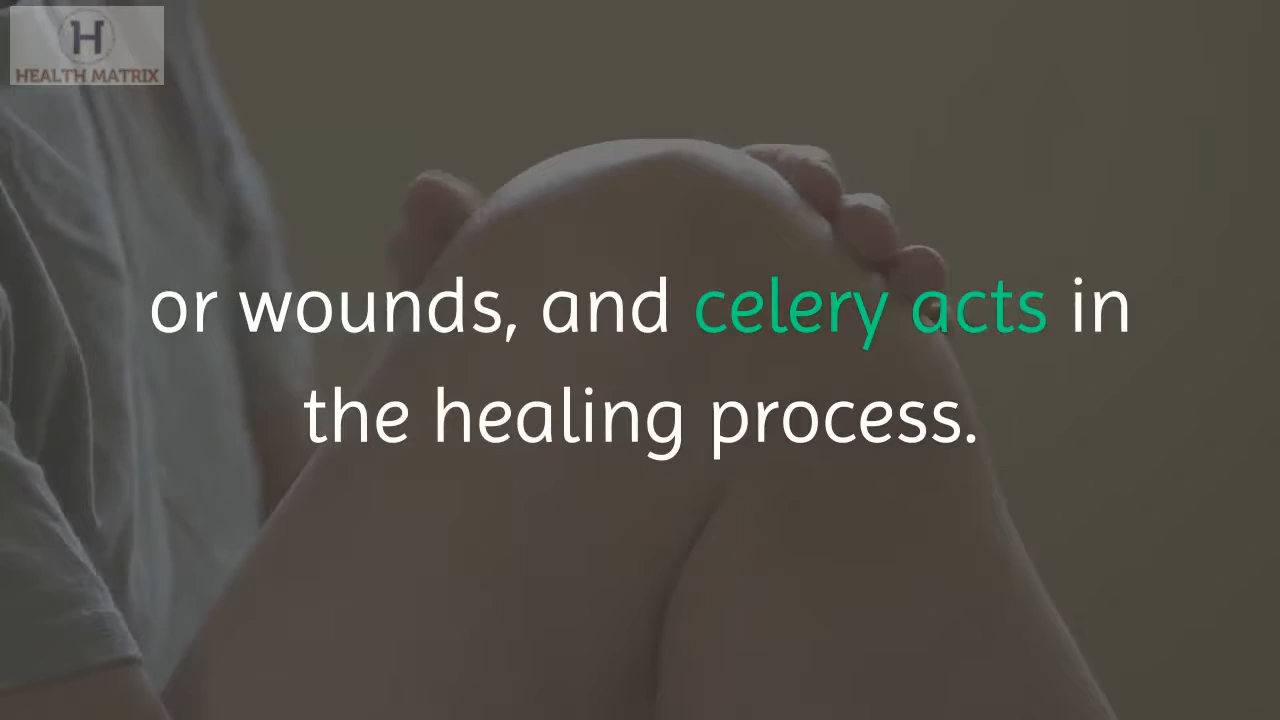 H
HEALTH MATRIX
or wounds, and celery acts in
the healing process.